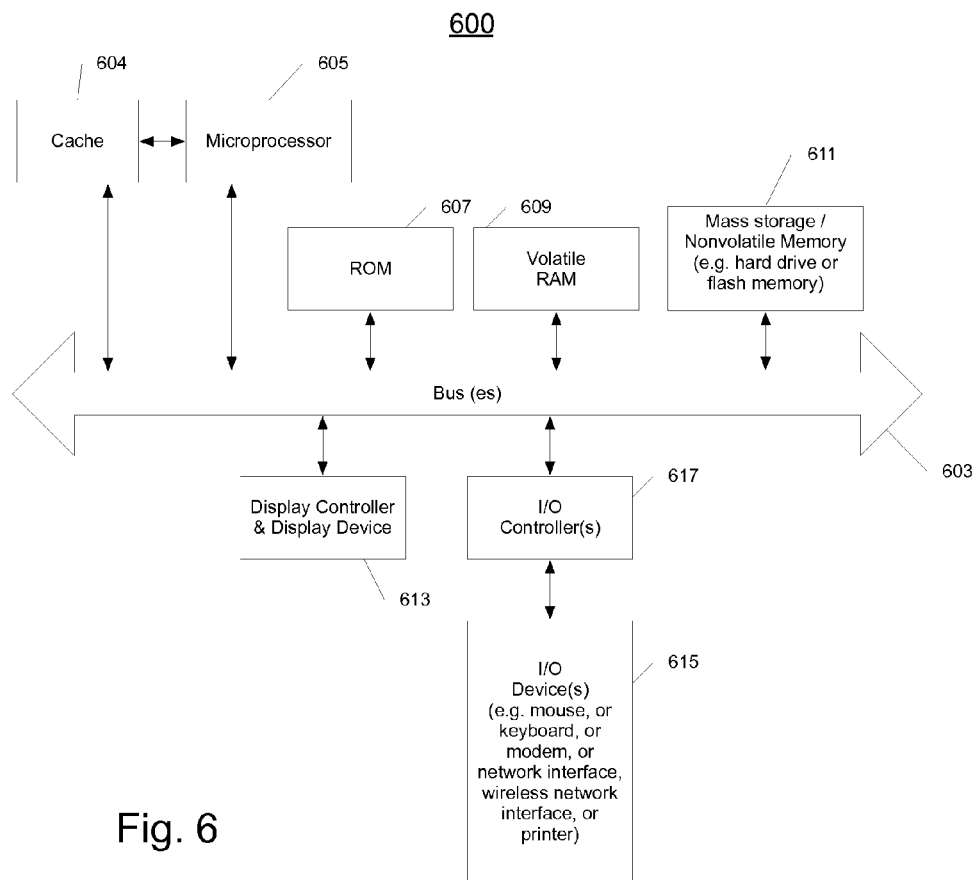 600
604
605
Cache
Microprocessor
611
607
609
Mass storage /
Nonvolatile Memory
(e.g. hard drive or
flash memory)
ROM
Volatile
RAM
Bus (es)
603
617
Display Controller
& Display Device
I/O
Controller(s)
613
615
I/O
Device(s)
(e.g. mouse, or
keyboard, or
modem, or
network interface,
wireless network
interface, or
printer)
Fig. 6